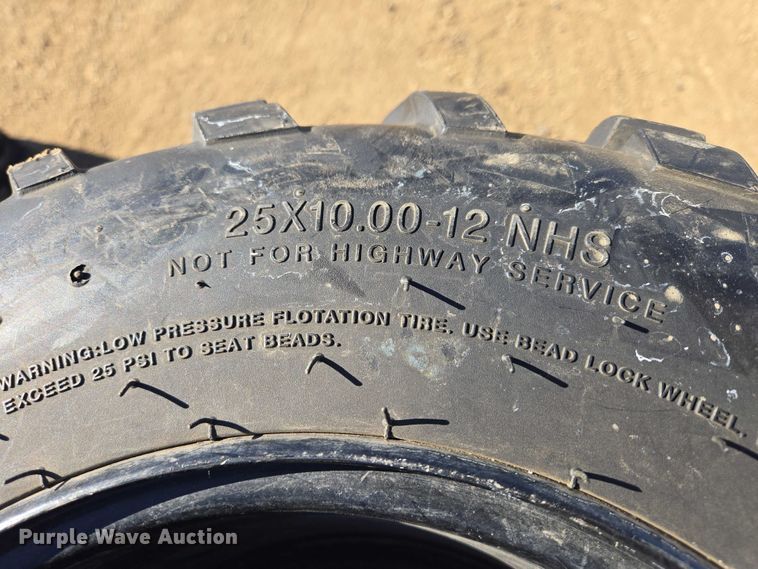 25X10.00-12 NHS
NOT FOR HIGHWAY SERVICE
WARNING:LOW PRESSURE FLOTATION TIRE, USE BEAD LOCK WHEEL.
EXCEED 25 PSI TO SEAT BEADS.
Purple Wave Auction